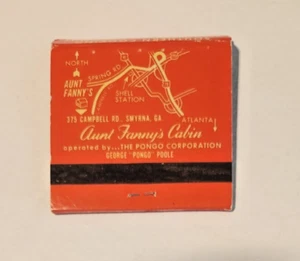 NORTH
SPRING RD.
AUNT
FANNY'S
SHELL
STATION
ATLANTA
375 CAMPBELL RD., SMYRNA, GA.
Aunt Fanny's Cabin
operated by...THE PONGO CORPORATION
GEORGE "PONGO" POOLE